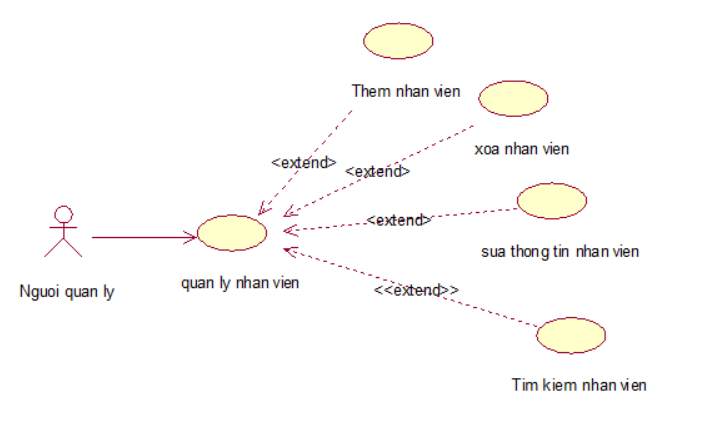 Them nhan vien
xoa nhan vien
<extend>
<extend>
<extend>
sua thong tin nhan vien
quan ly nhan vien
Nguoi quan ly
<<extend>>
Tim kiem nhan vien